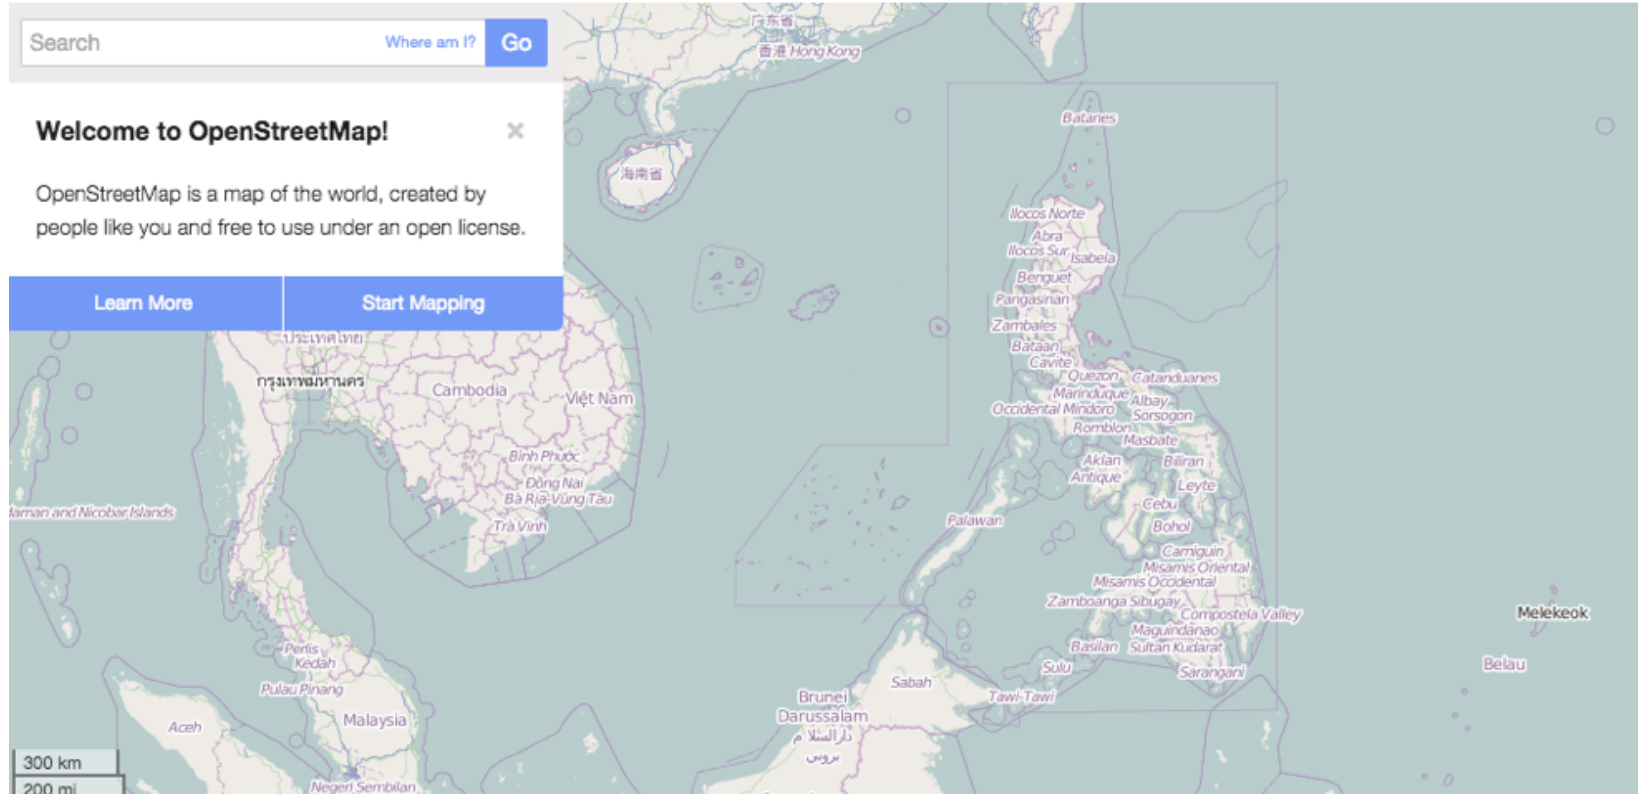 Search
Where am I?
Go
Welcome to OpenStreetMap!
×
OpenStreetMap is a map of the world, created by
people like you and free to use under an open license.
Learn More
Start Mapping
广东省
香港 Hong Kong
海南省
Batanes
Ilocos Norte
Abra
Ilocos Sur
Isabela
Benguet
Pangasinan
Zambales
Bataan
Cavite
Quezon
Catanduanes
Marinduque
Albay
Occidental Mindoro
Sorsogon
Romblon
Masbate
Aklan
Biliran
Antique
Leyte
Cebu
Palawan
Bohol
Camiguin
Misamis Oriental
Misamis Occidental
Zamboanga Sibugay
Compostela Valley
Maguindanao
Basilan
Sultan Kudarat
Sulu
Sarangani
Tawi-Tawi
ประเทศไทย
กรุงเทพมหานคร
Cambodia
Việt Nam
Bình Phước
Đồng Nai
Bà Rịa-Vũng Tàu
Trà Vinh
and Nicobar Islands
Perlis
Kedah
Pulau Pinang
Malaysia
Aceh
Negeri Sembilan
Sabah
Brunei
Darussalam
دارالسلام
بروني
Melekeok
Belau
300 km
200 mi